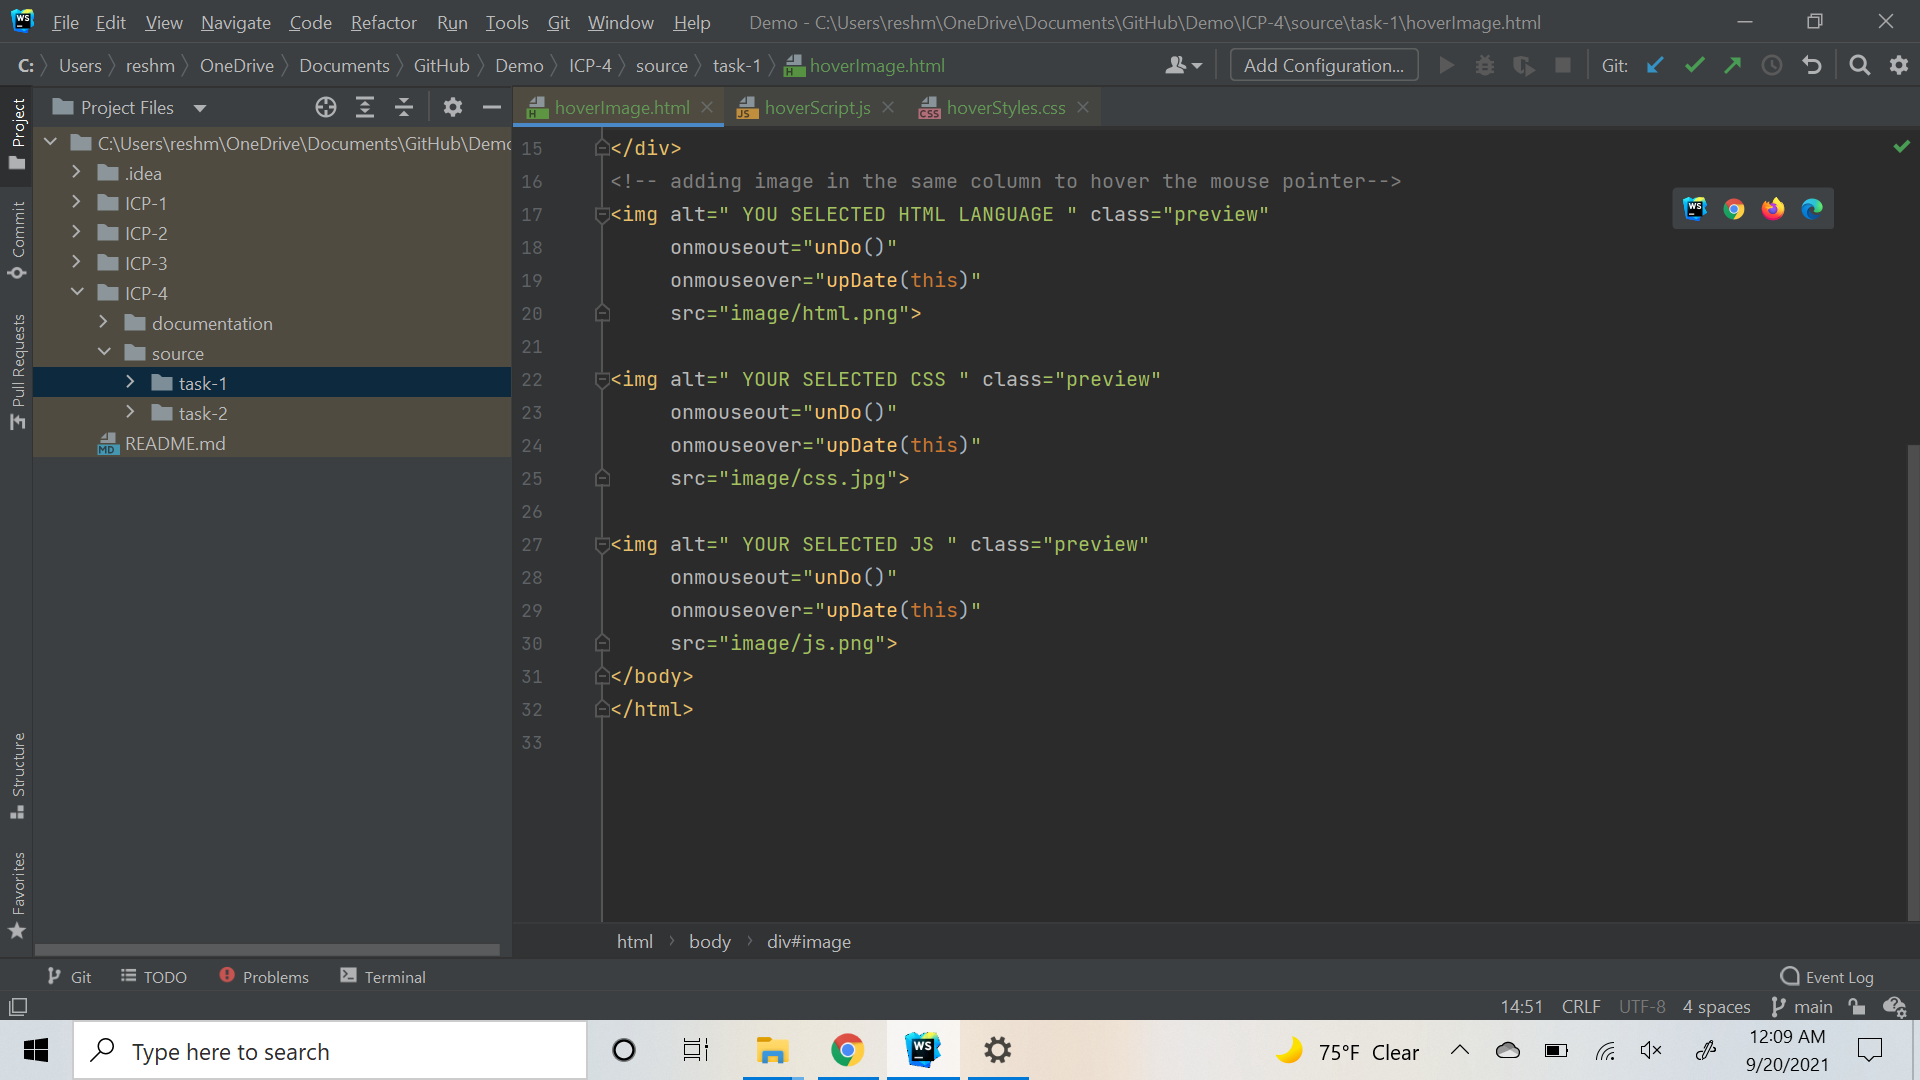 File Edit View Navigate Code Refactor Run Tools Git Window Help Demo - C:\Users\reshm\OneDrive\Documents\GitHub\Demo\ICP-4\source\task-1\hoverImage.html
C: Users reshm OneDrive Documents GitHub Demo ICP-4 source task-1 hoverImage.html Add Configuration... Git:
Project Files
hoverImage.html hoverScript.js hoverStyles.css
Project
Commit
Pull Requests
Structure
Favorites
C:\Users\reshm\OneDrive\Documents\GitHub\Demo
.idea
ICP-1
ICP-2
ICP-3
ICP-4
documentation
source
task-1
task-2
README.md
15 </div>
16 <!-- adding image in the same column to hover the mouse pointer-->
17 <img alt=" YOU SELECTED HTML LANGUAGE " class="preview"
18 onmouseout="unDo()"
19 onmouseover="upDate(this)"
20 src="image/html.png">
21
22 <img alt=" YOUR SELECTED CSS " class="preview"
23 onmouseout="unDo()"
24 onmouseover="upDate(this)"
25 src="image/css.jpg">
26
27 <img alt=" YOUR SELECTED JS " class="preview"
28 onmouseout="unDo()"
29 onmouseover="upDate(this)"
30 src="image/js.png">
31 </body>
32 </html>
33
html body div#image
Git TODO Problems Terminal Event Log
14:51 CRLF UTF-8 4 spaces main
Type here to search
75°F Clear
12:09 AM
9/20/2021